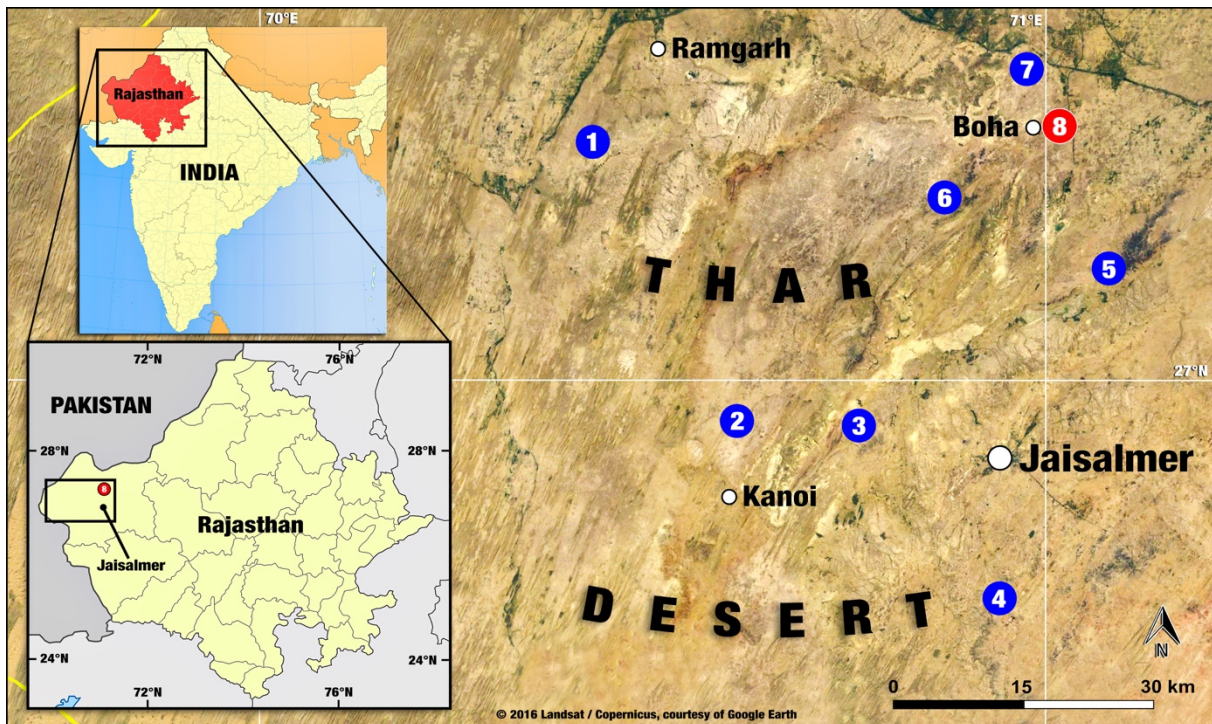 70°E
71°E
Rajasthan
INDIA
Ramgarh
7
1
Boha
8
6
THAR
5
27°N
72°N
76°N
PAKISTAN
28°N
28°N
8
Rajasthan
Jaisalmer
24°N
24°N
72°N
76°N
2
3
Jaisalmer
Kanoi
DESERT
4
N
0 15 30 km
© 2016 Landsat / Copernicus, courtesy of Google Earth